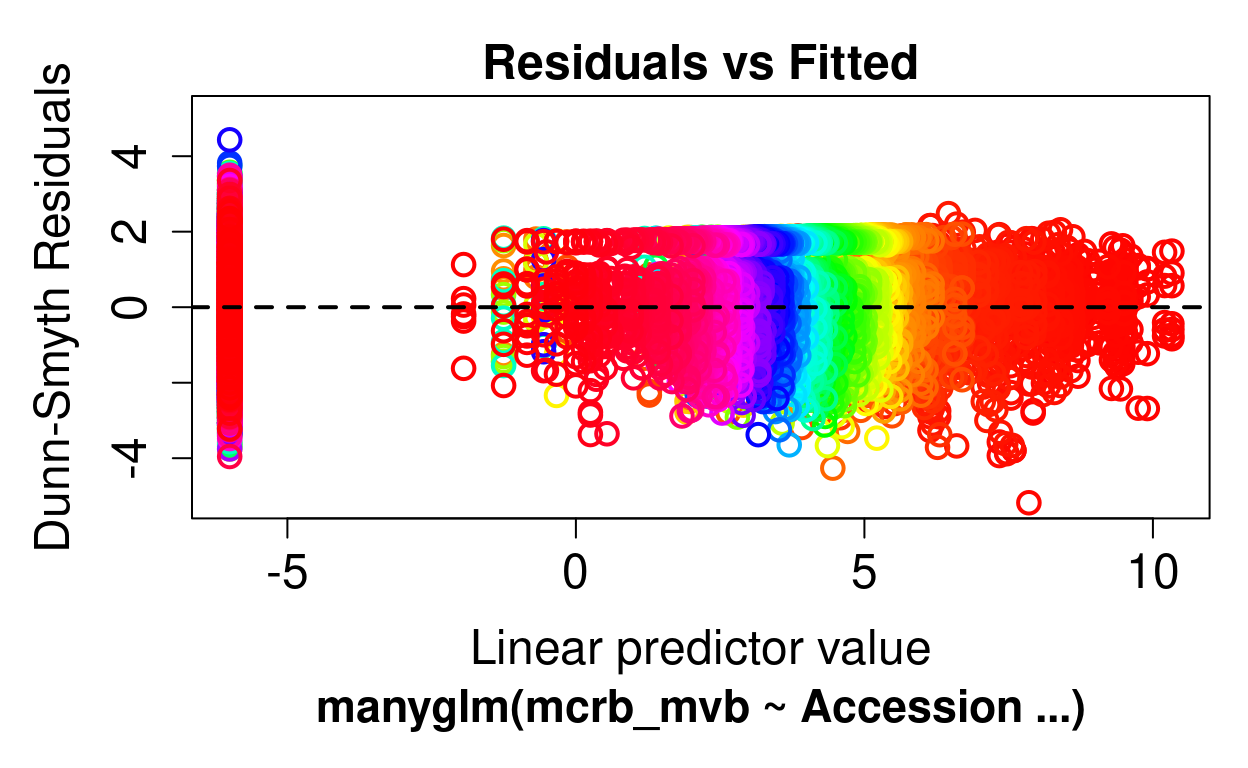 Residuals vs Fitted
Dunn-Smyth Residuals
4
2
0
-4
-5 0 5 10
Linear predictor value
manyglm(mcrb_mvb ~ Accession ...)